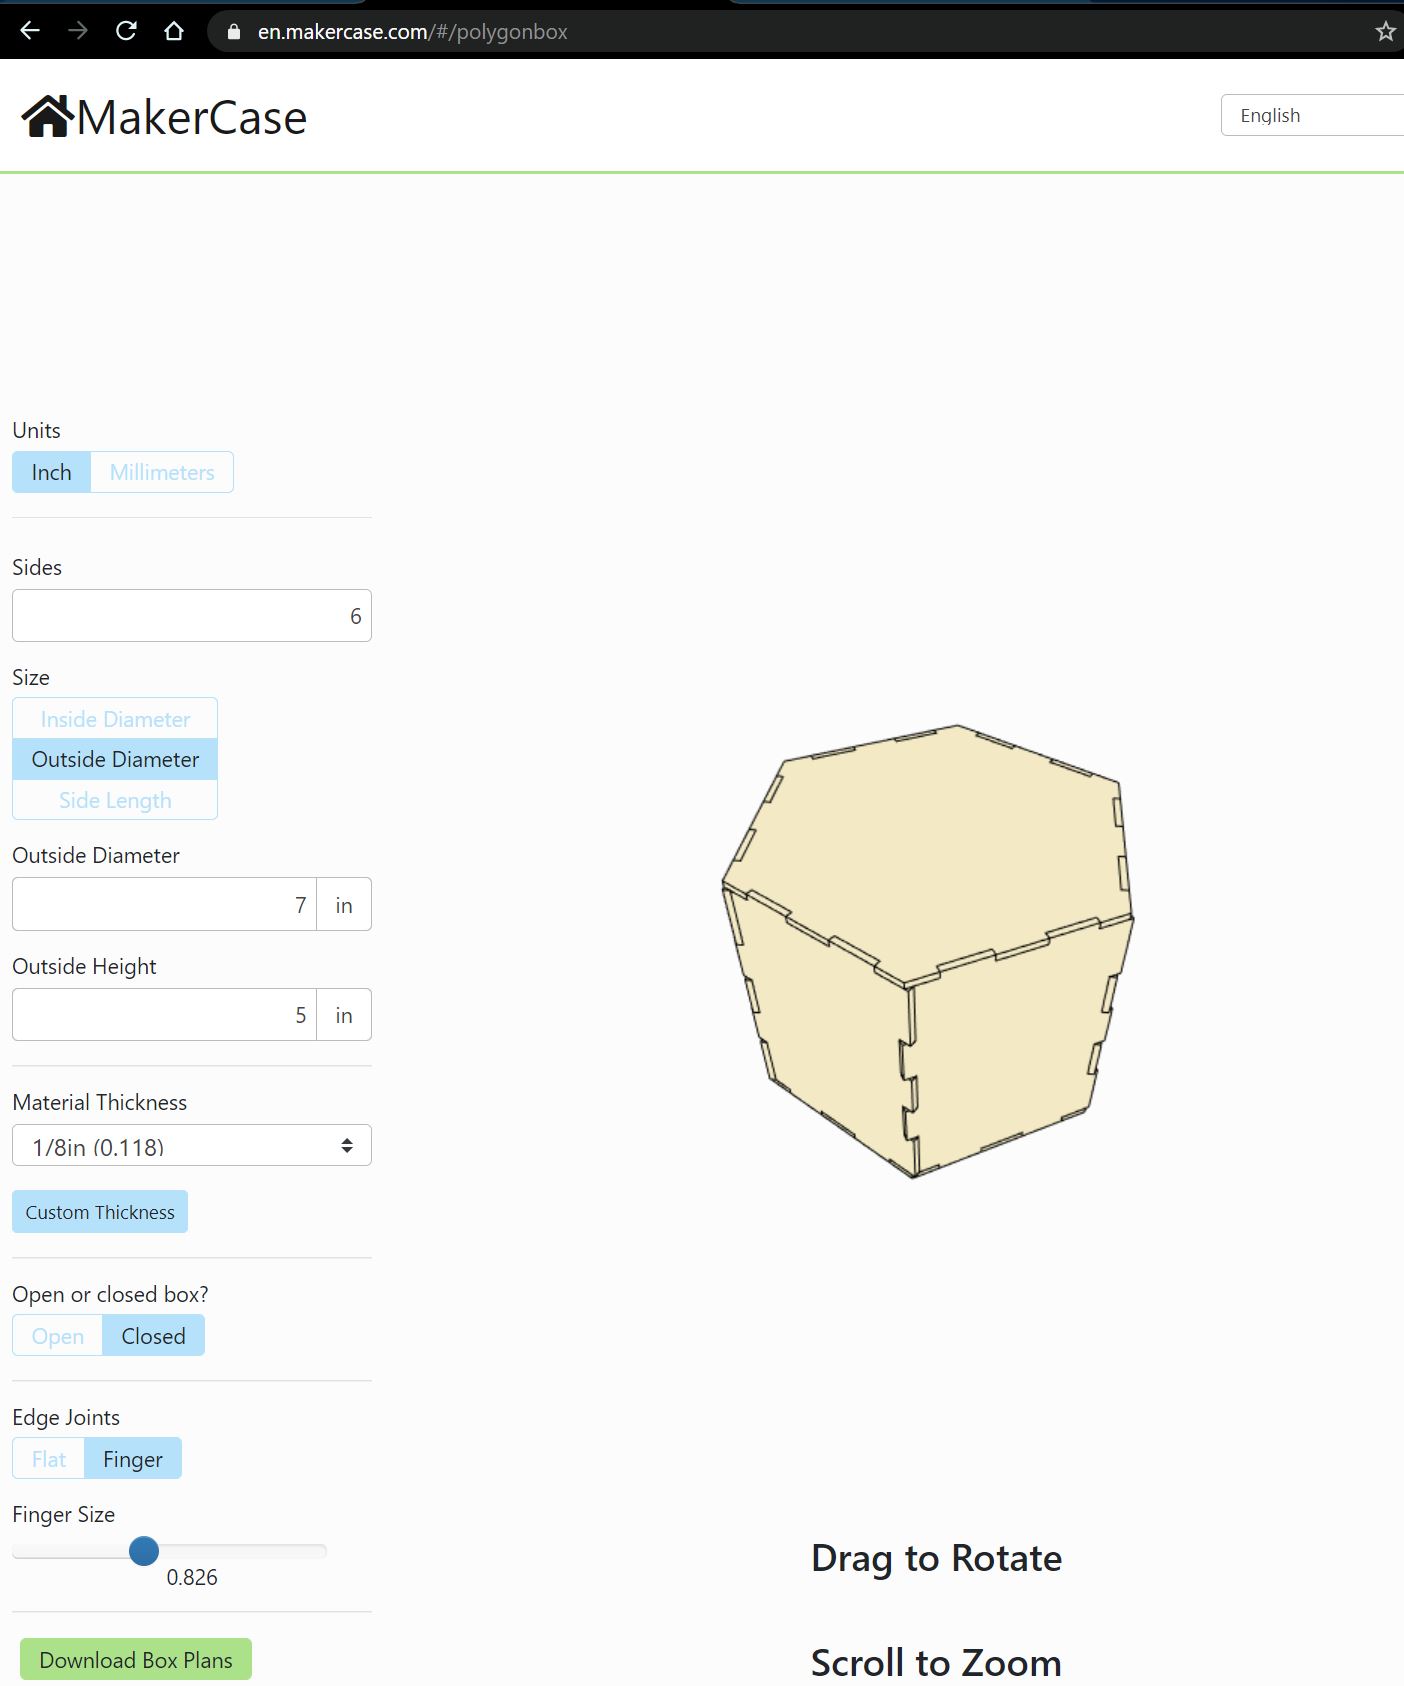 en.makercase.com/#/polygonbox
MakerCase
English
Units
Inch
Millimeters
Sides
6
Size
Inside Diameter
Outside Diameter
Side Length
Outside Diameter
7 in
Outside Height
5 in
Material Thickness
1/8in (0.118)
Custom Thickness
Open or closed box?
Open
Closed
Edge Joints
Flat
Finger
Finger Size
0.826
Download Box Plans
Drag to Rotate
Scroll to Zoom